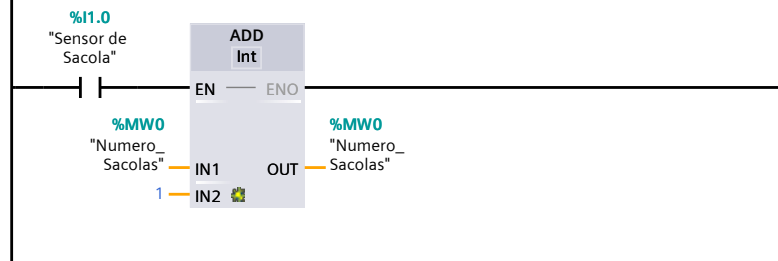 %I1.0
"Sensor de
Sacola"
ADD
Int
EN
ENO
%MW0
"Numero_
Sacolas"
IN1
1
IN2
OUT
%MW0
"Numero_
Sacolas"